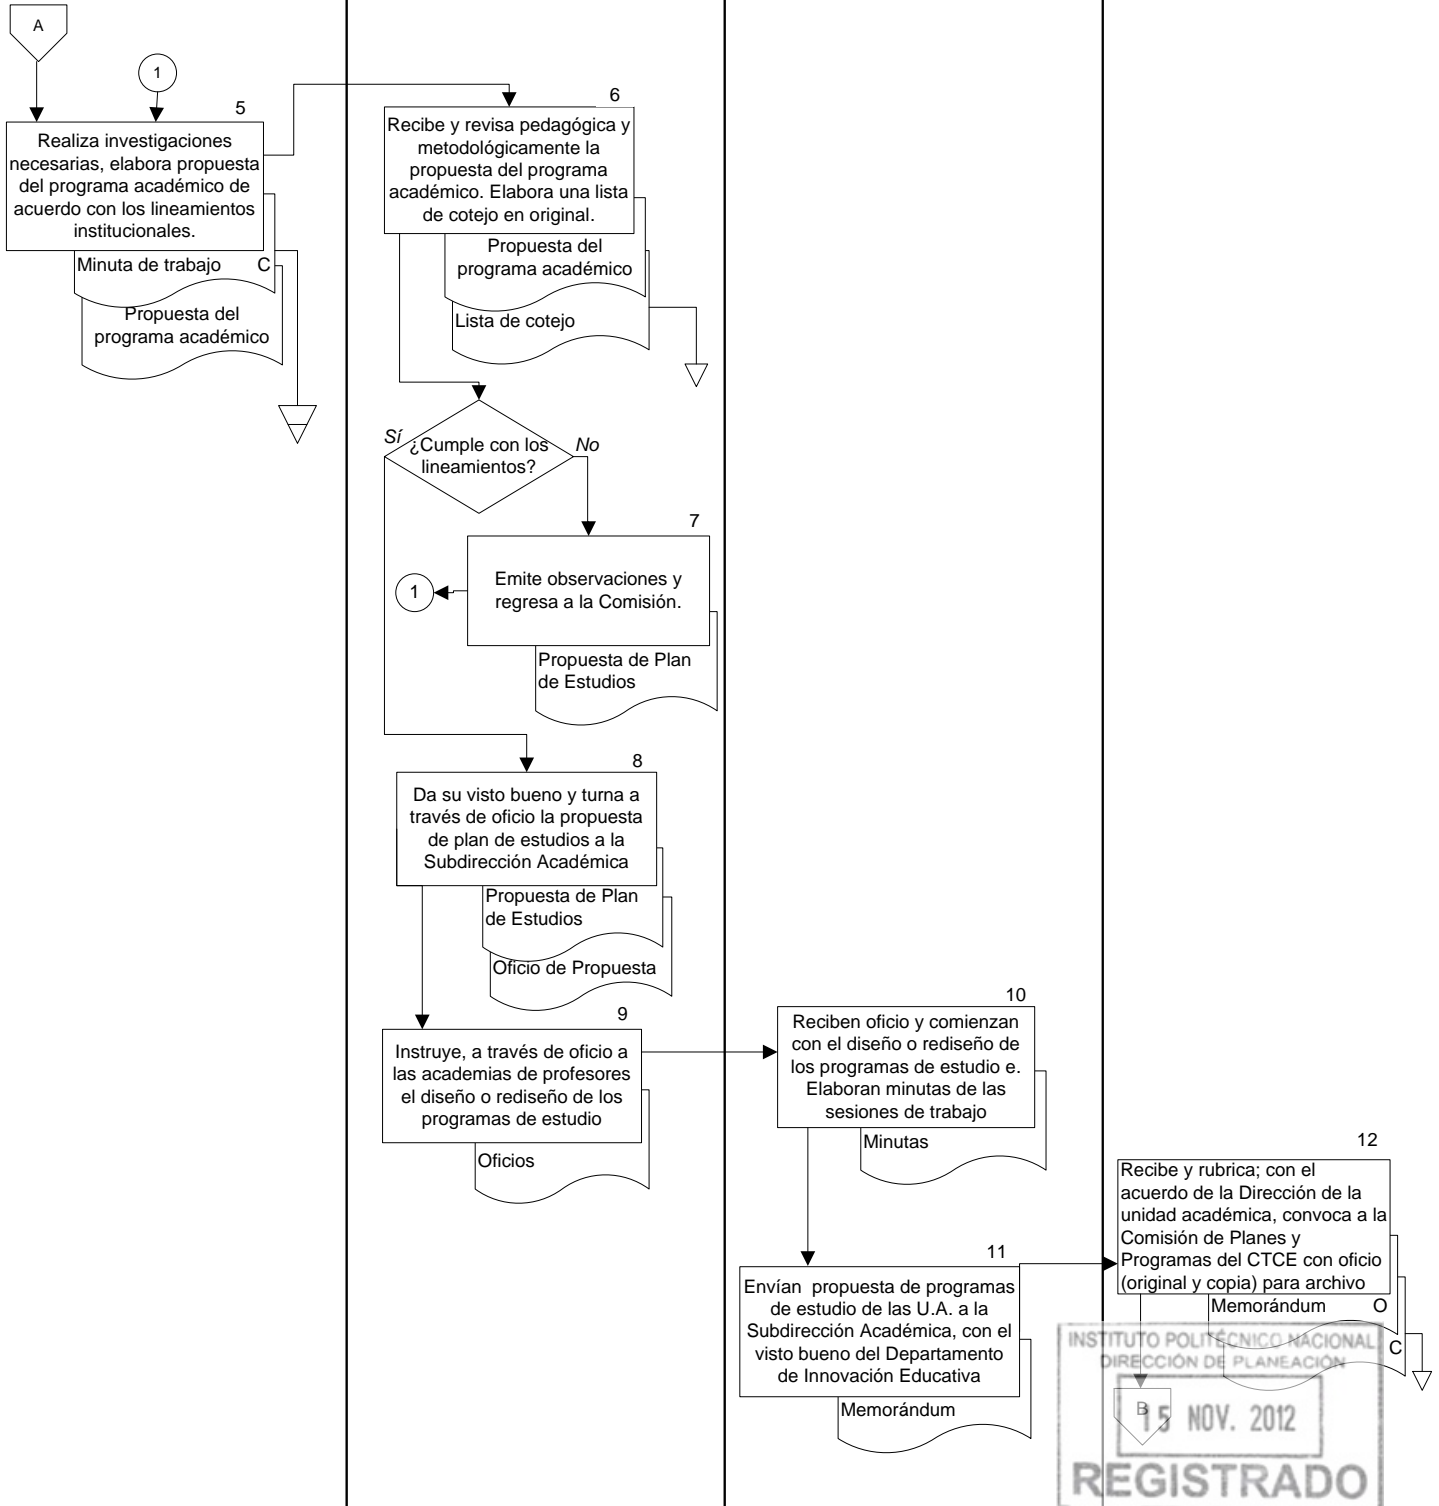 A
1
5
Realiza investigaciones
necesarias, elabora propuesta
del programa académico de
acuerdo con los lineamientos
institucionales.
Minuta de trabajo C
Propuesta del
programa académico
6
Recibe y revisa pedagógica y
metodológicamente la
propuesta del programa
académico. Elabora una lista
de cotejo en original.
Propuesta del
programa académico
Lista de cotejo
¿Cumple con los
lineamientos?
Sí
No
7
Emite observaciones y
regresa a la Comisión.
1
Propuesta de Plan
de Estudios
8
Da su visto bueno y turna a
través de oficio la propuesta
de plan de estudios a la
Subdirección Académica
Propuesta de Plan
de Estudios
Oficio de Propuesta
9
Instruye, a través de oficio a
las academias de profesores
el diseño o rediseño de los
programas de estudio
Oficios
10
Reciben oficio y comienzan
con el diseño o rediseño de
los programas de estudio e.
Elaboran minutas de las
sesiones de trabajo
Minutas
11
Envían propuesta de programas
de estudio de las U.A. a la
Subdirección Académica, con el
visto bueno del Departamento
de Innovación Educativa
Memorándum
12
Recibe y rubrica; con el
acuerdo de la Dirección de la
unidad académica, convoca a la
Comisión de Planes y
Programas del CTCE con oficio
(original y copia) para archivo
Memorándum O
C
B
INSTITUTO POLITÉCNICO NACIONAL
DIRECCIÓN DE PLANEACIÓN
15 NOV. 2012
REGISTRADO